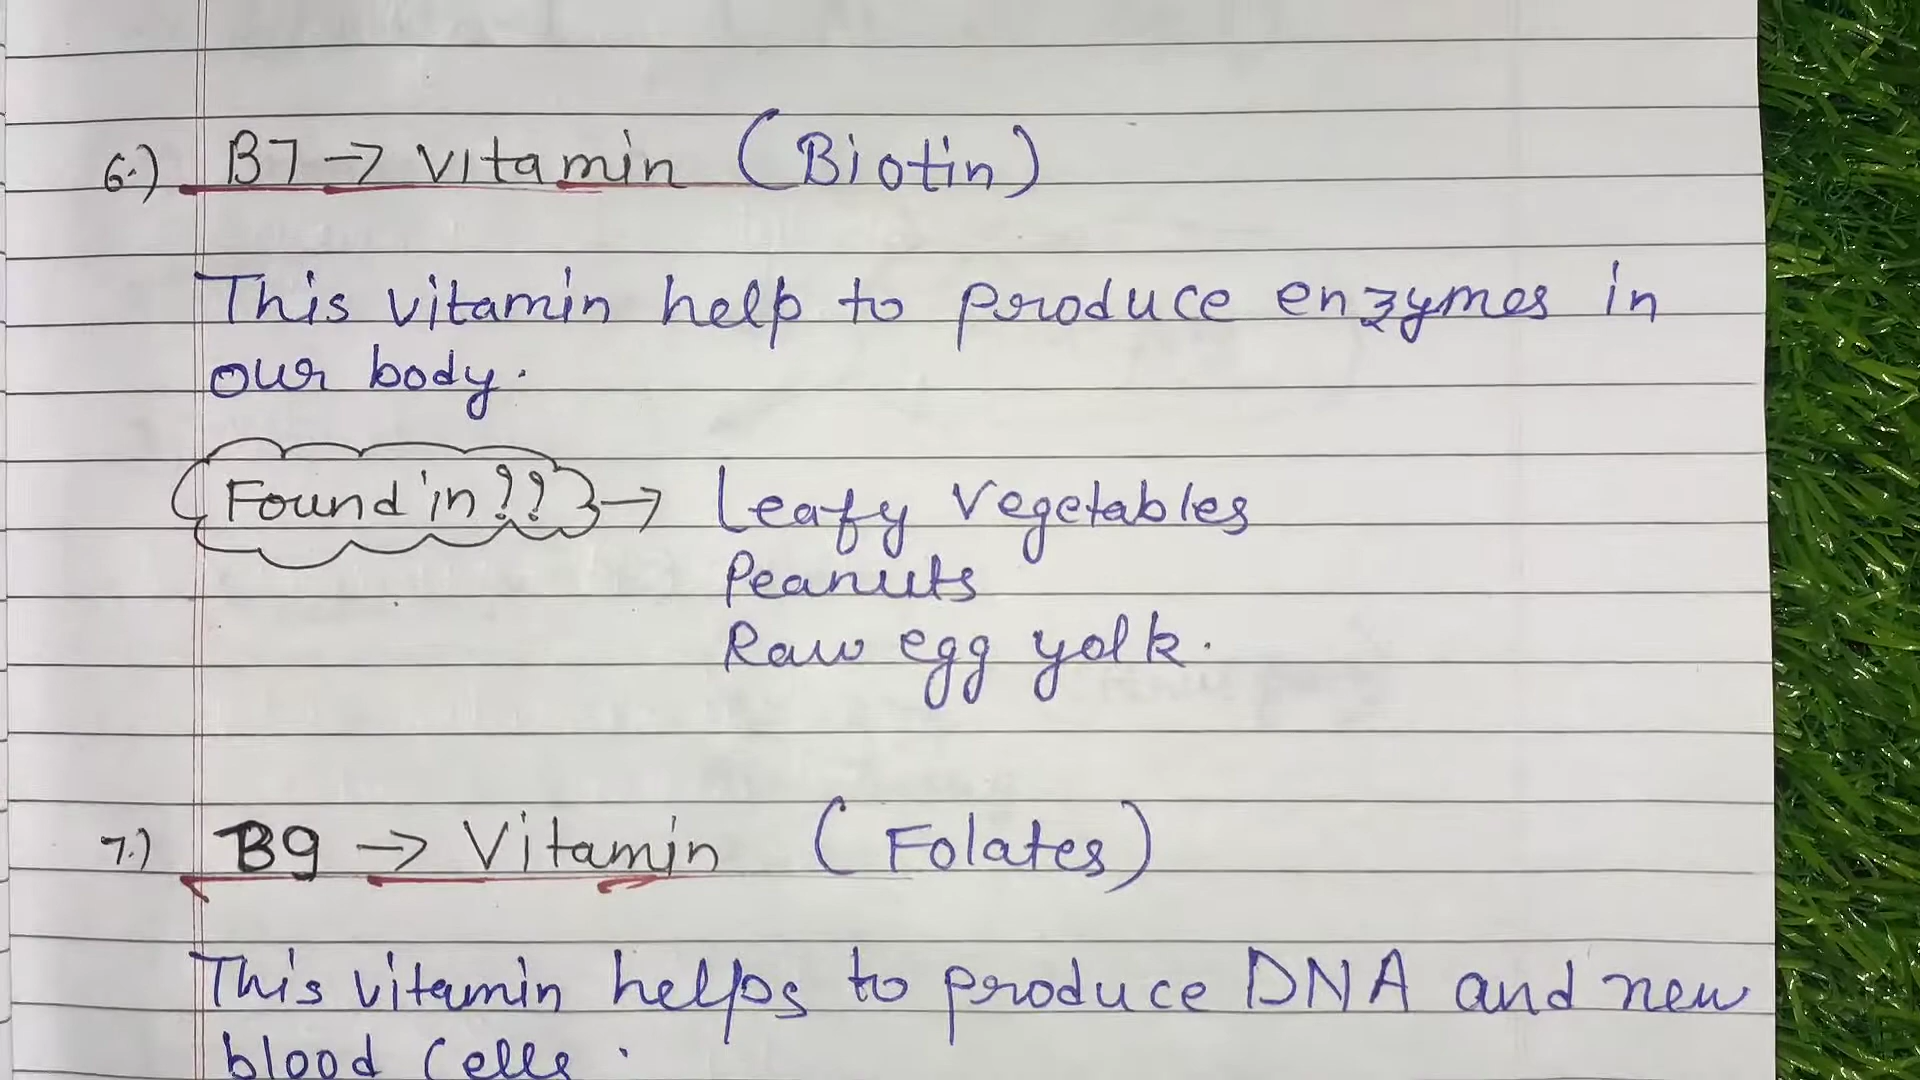 6.) B7 → Vitamin (Biotin)
This vitamin help to produce enzymes in
our body.
Found in?? → Leafy Vegetables
Peanuts
Raw egg yolk.
7.) B9 → Vitamin (Folates)
This vitamin helps to produce DNA and new
blood cells.